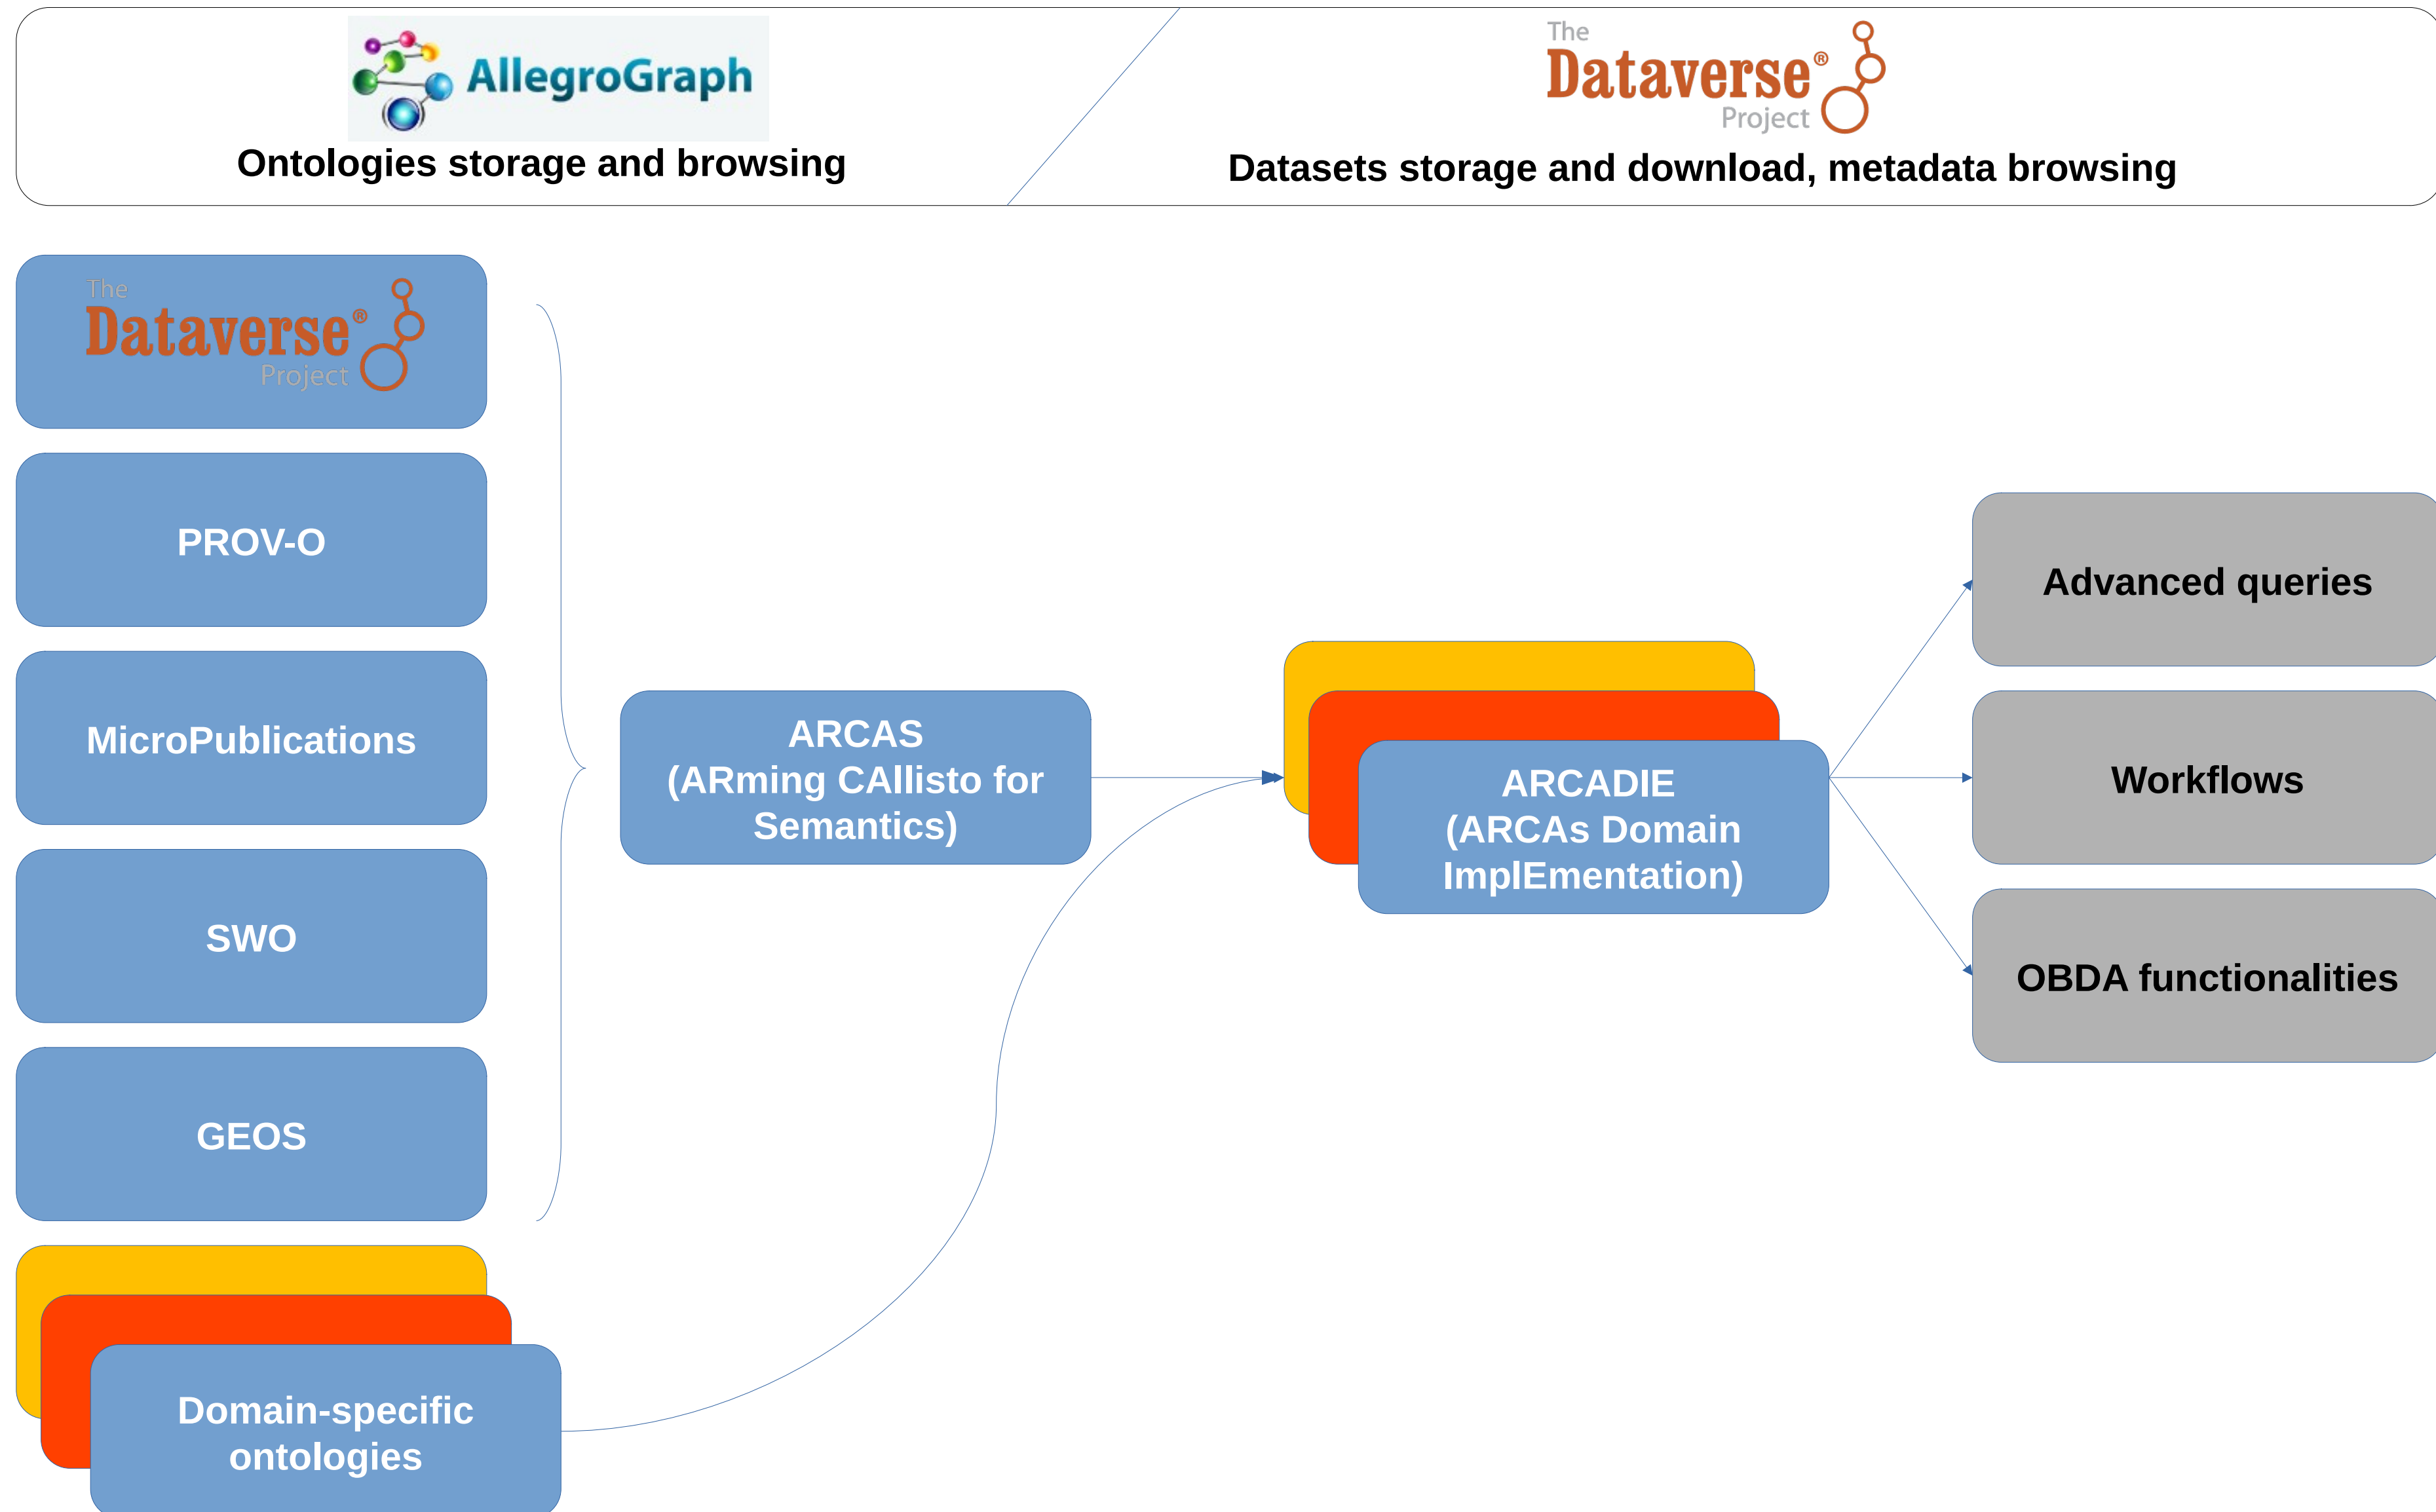 AllegroGraph
Ontologies storage and browsing
The
Dataverse®
Project
Datasets storage and download, metadata browsing
The
Dataverse®
Project
PROV-O
MicroPublications
SWO
GEOS
Domain-specific
ontologies
ARCAS
(ARming CAllisto for
Semantics)
ARCADIE
(ARCAs Domain
ImplEmentation)
Advanced queries
Workflows
OBDA functionalities